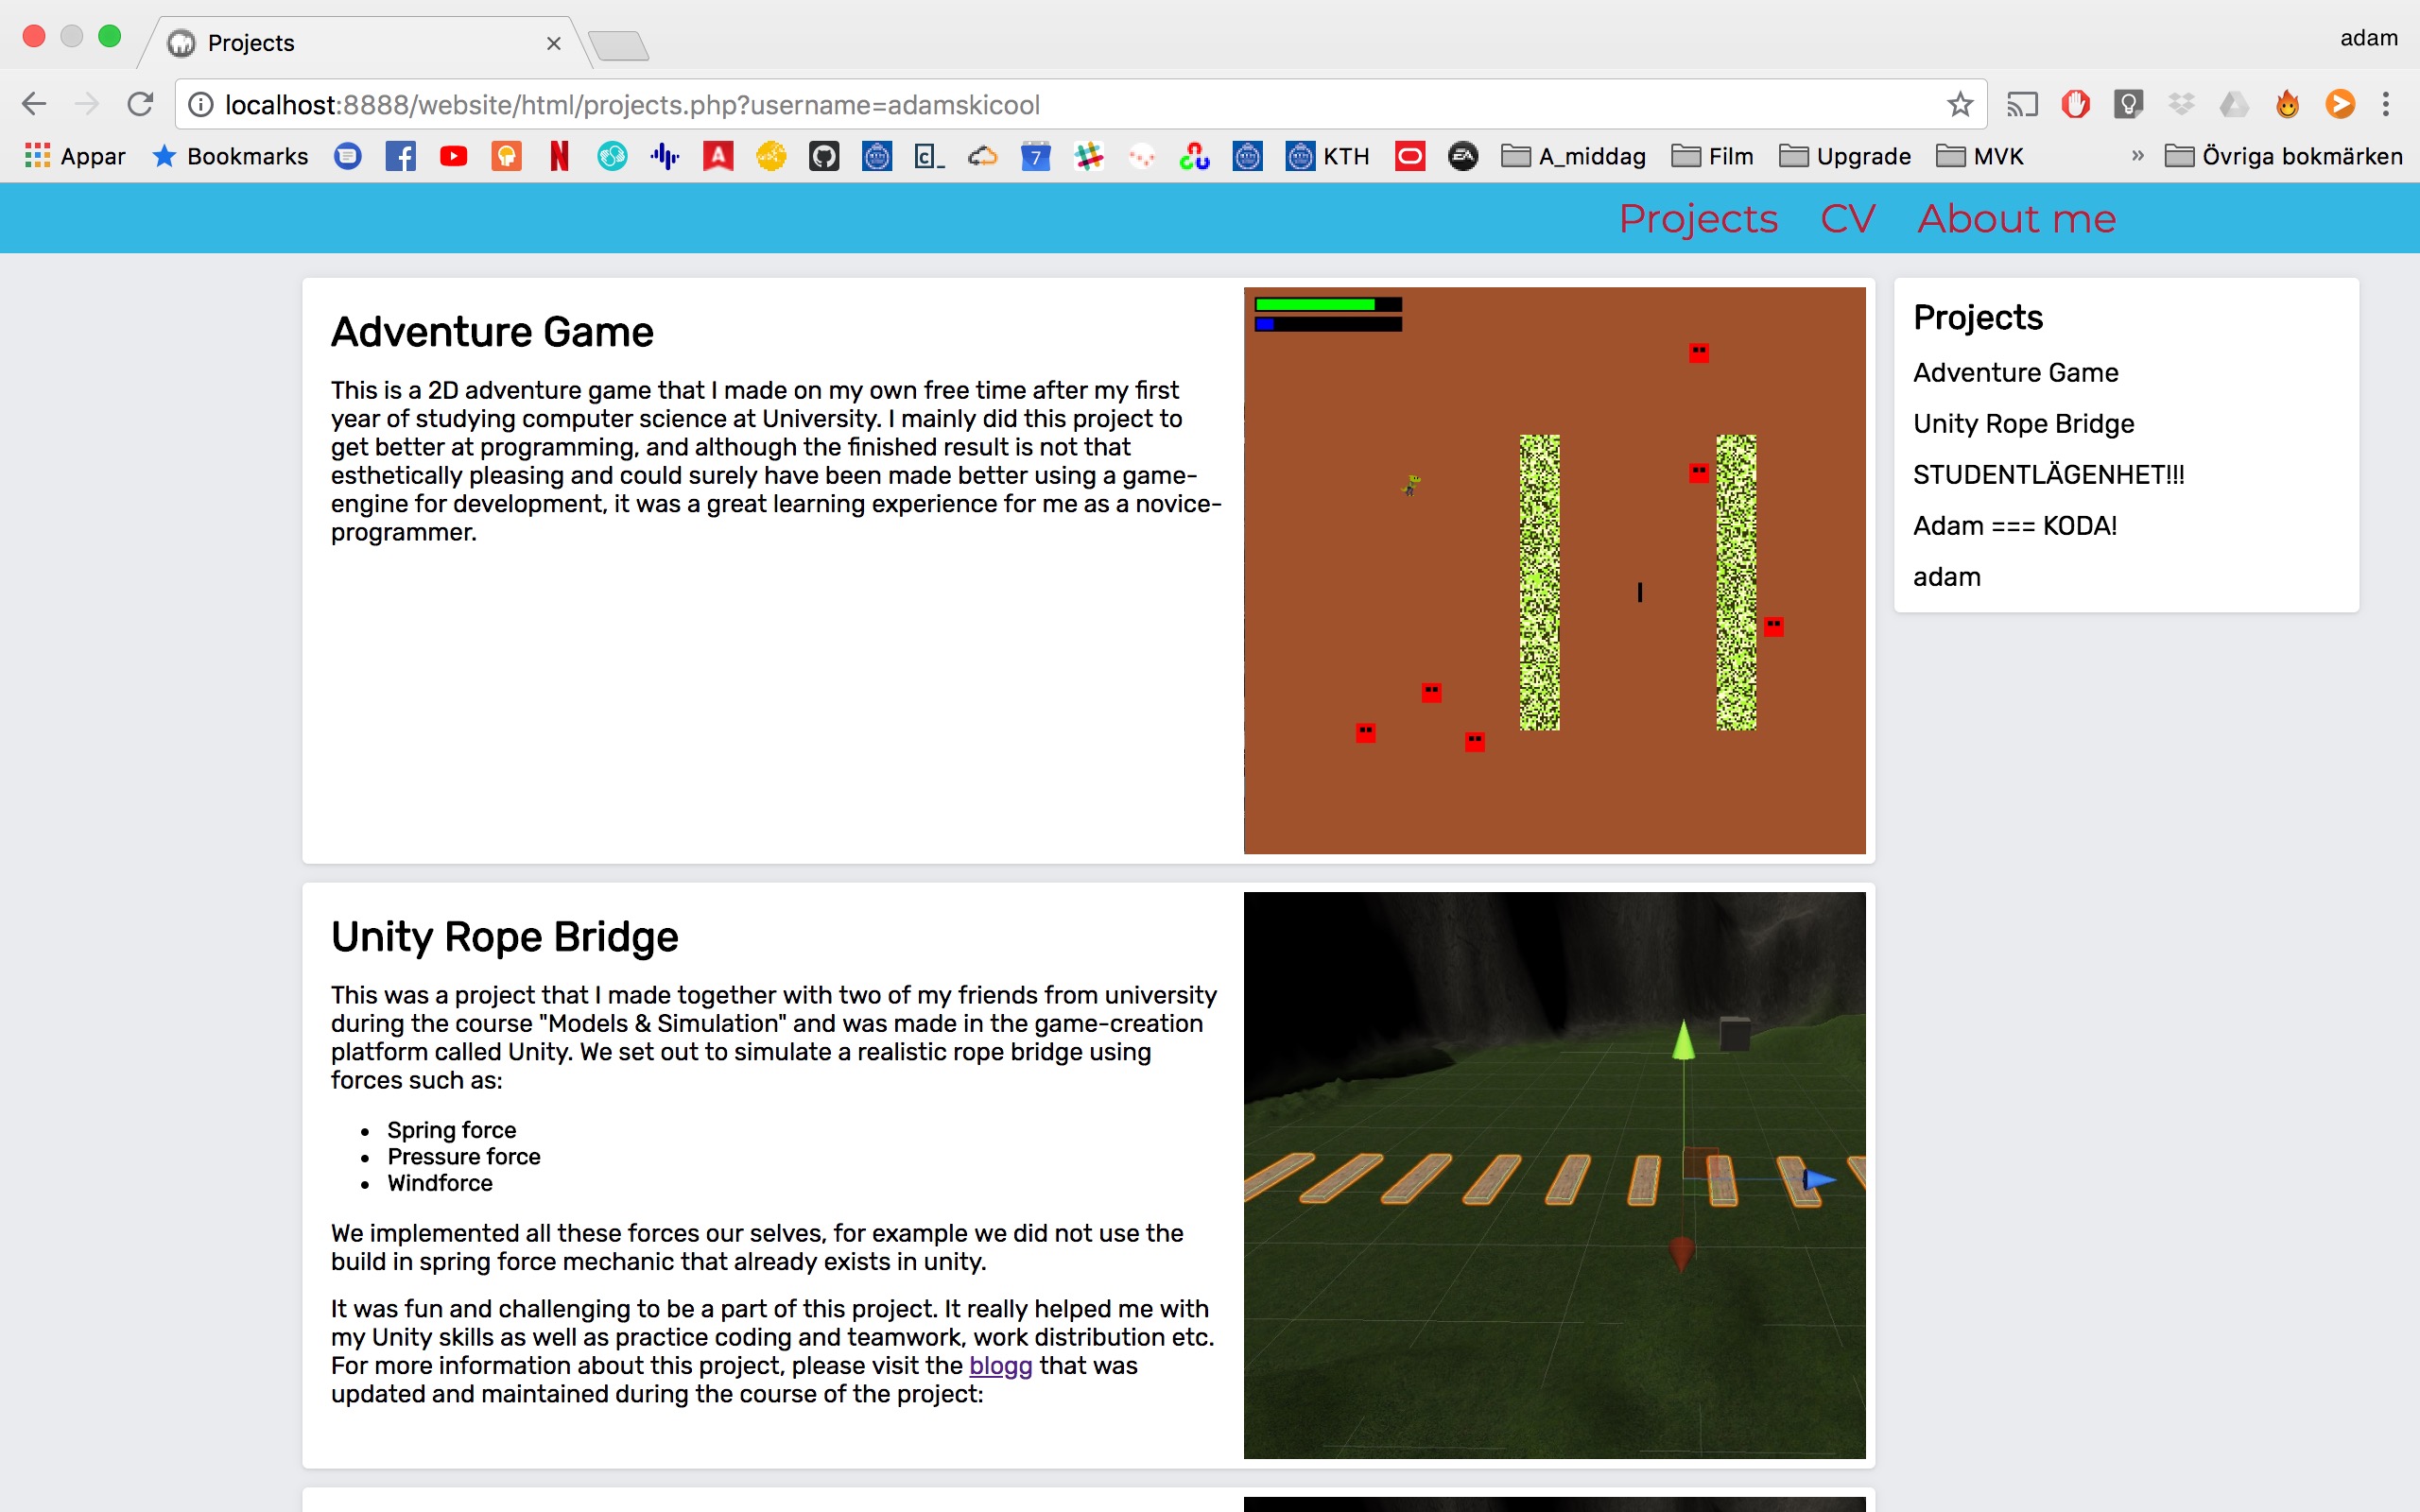 Projects
adam
localhost:8888/website/html/projects.php?username=adamskicool
Appar Bookmarks 7 KTH A_middag Film Upgrade MVK » Övriga bokmärken
Projects CV About me
Adventure Game
This is a 2D adventure game that I made on my own free time after my first
year of studying computer science at University. I mainly did this project to
get better at programming, and although the finished result is not that
esthetically pleasing and could surely have been made better using a game-
engine for development, it was a great learning experience for me as a novice-
programmer.
Projects
Adventure Game
Unity Rope Bridge
STUDENTLÄGENHET!!!
Adam === KODA!
adam
Unity Rope Bridge
This was a project that I made together with two of my friends from university
during the course "Models & Simulation" and was made in the game-creation
platform called Unity. We set out to simulate a realistic rope bridge using
forces such as:
• Spring force
• Pressure force
• Windforce
We implemented all these forces our selves, for example we did not use the
build in spring force mechanic that already exists in unity.
It was fun and challenging to be a part of this project. It really helped me with
my Unity skills as well as practice coding and teamwork, work distribution etc.
For more information about this project, please visit the blogg that was
updated and maintained during the course of the project: